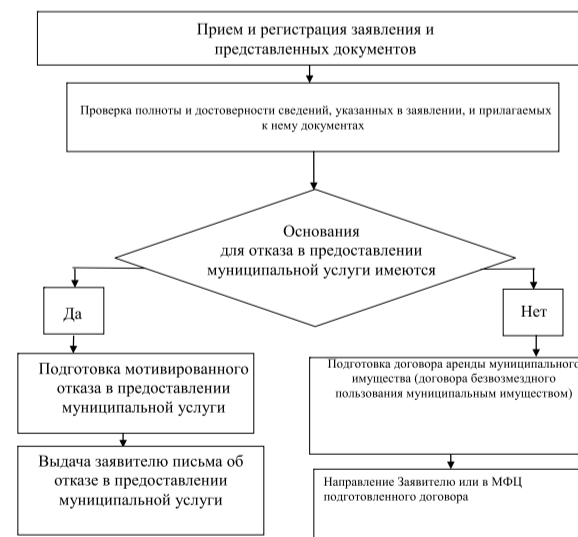 Прием и регистрация заявления и
представленных документов
Проверка полноты и достоверности сведений, указанных в заявлении, и прилагаемых
к нему документах
Основания
для отказа в предоставлении
муниципальной услуги имеются
Да
Нет
Подготовка мотивированного
отказа в предоставлении
муниципальной услуги
Подготовка договора аренды муниципального
имущества (договора безвозмездного
пользования муниципальным имуществом)
Выдача заявителю письма об
отказе в предоставлении
муниципальной услуги
Направление Заявителю или в МФЦ
подготовленного договора